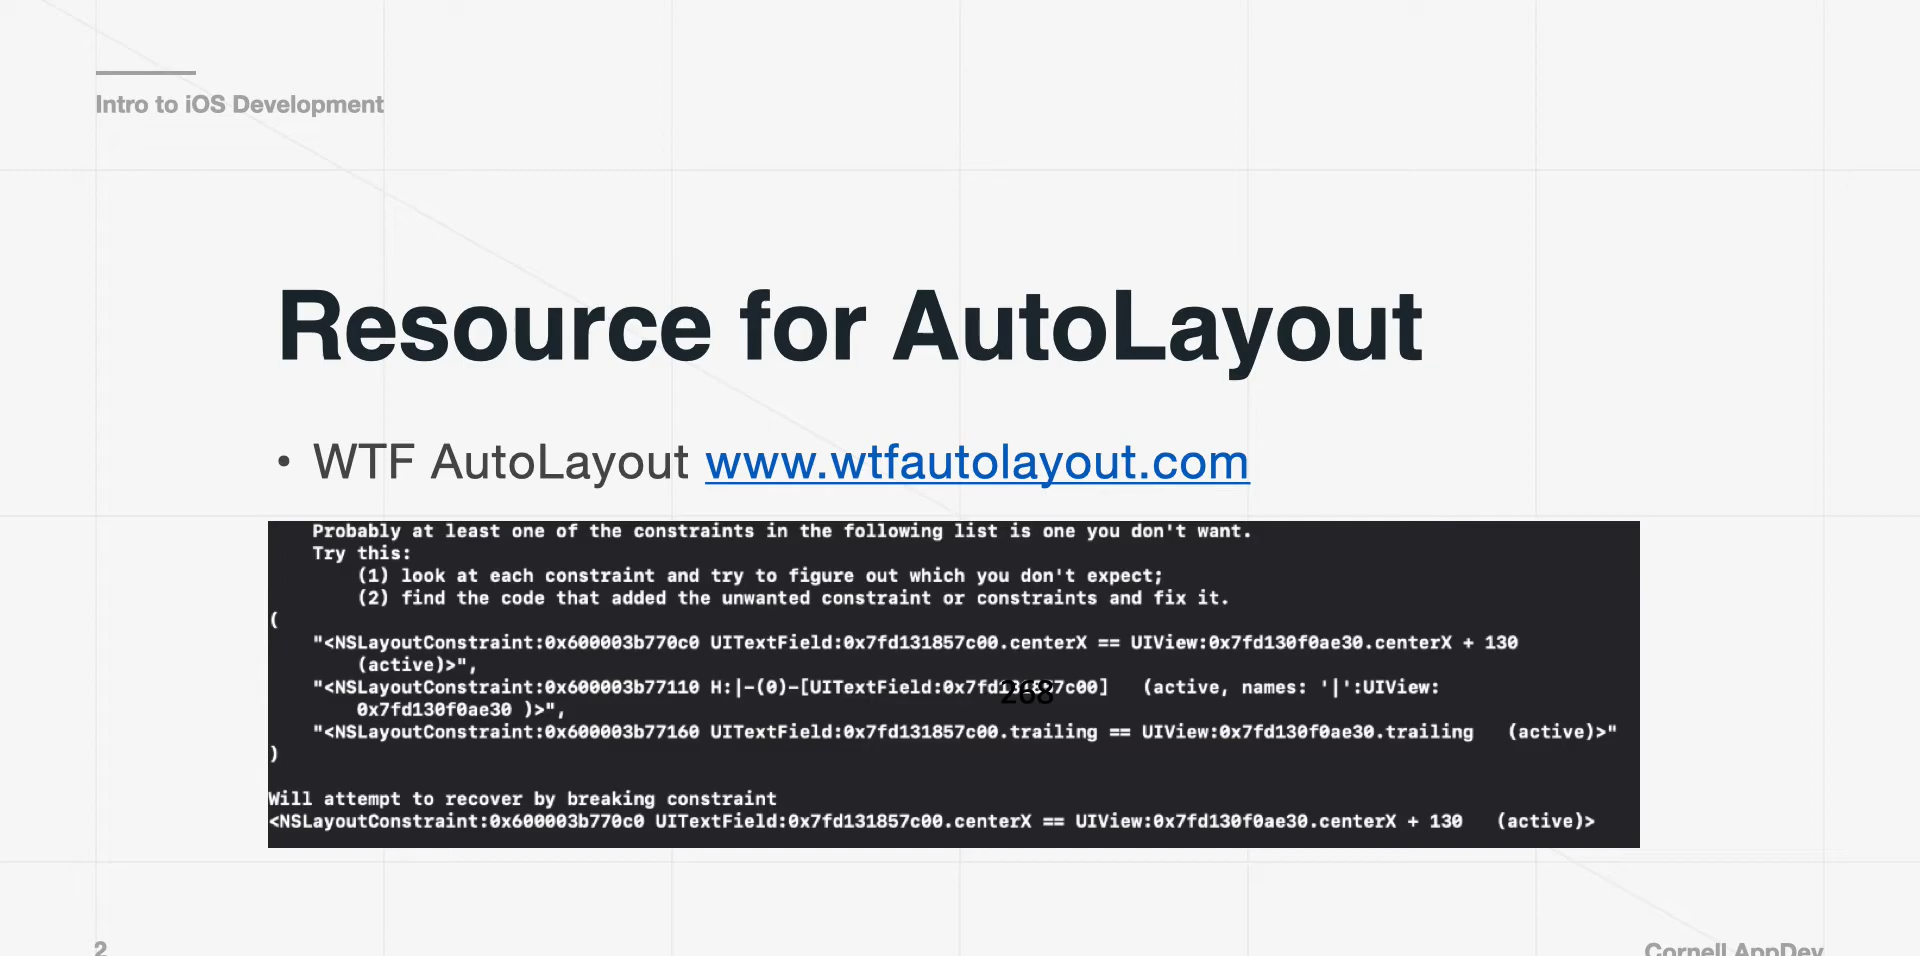 Intro to iOS Development
Resource for AutoLayout
• WTF AutoLayout www.wtfautolayout.com
Probably at least one of the constraints in the following list is one you don't want.
Try this:
(1) look at each constraint and try to figure out which you don't expect;
(2) find the code that added the unwanted constraint or constraints and fix it.
(
"<NSLayoutConstraint:0x600003b770c0 UITextField:0x7fd131857c00.centerX == UIView:0x7fd130f0ae30.centerX + 130
(active)>",
"<NSLayoutConstraint:0x600003b77110 H:|-(0)-[UITextField:0x7fd 7c00] (active, names: '|':UIView:
268
0x7fd130f0ae30 )>",
"<NSLayoutConstraint:0x600003b77160 UITextField:0x7fd131857c00.trailing == UIView:0x7fd130f0ae30.trailing (active)>"
)
Will attempt to recover by breaking constraint
<NSLayoutConstraint:0x600003b770c0 UITextField:0x7fd131857c00.centerX == UIView:0x7fd130f0ae30.centerX + 130 (active)>
2
Cornell AppDev